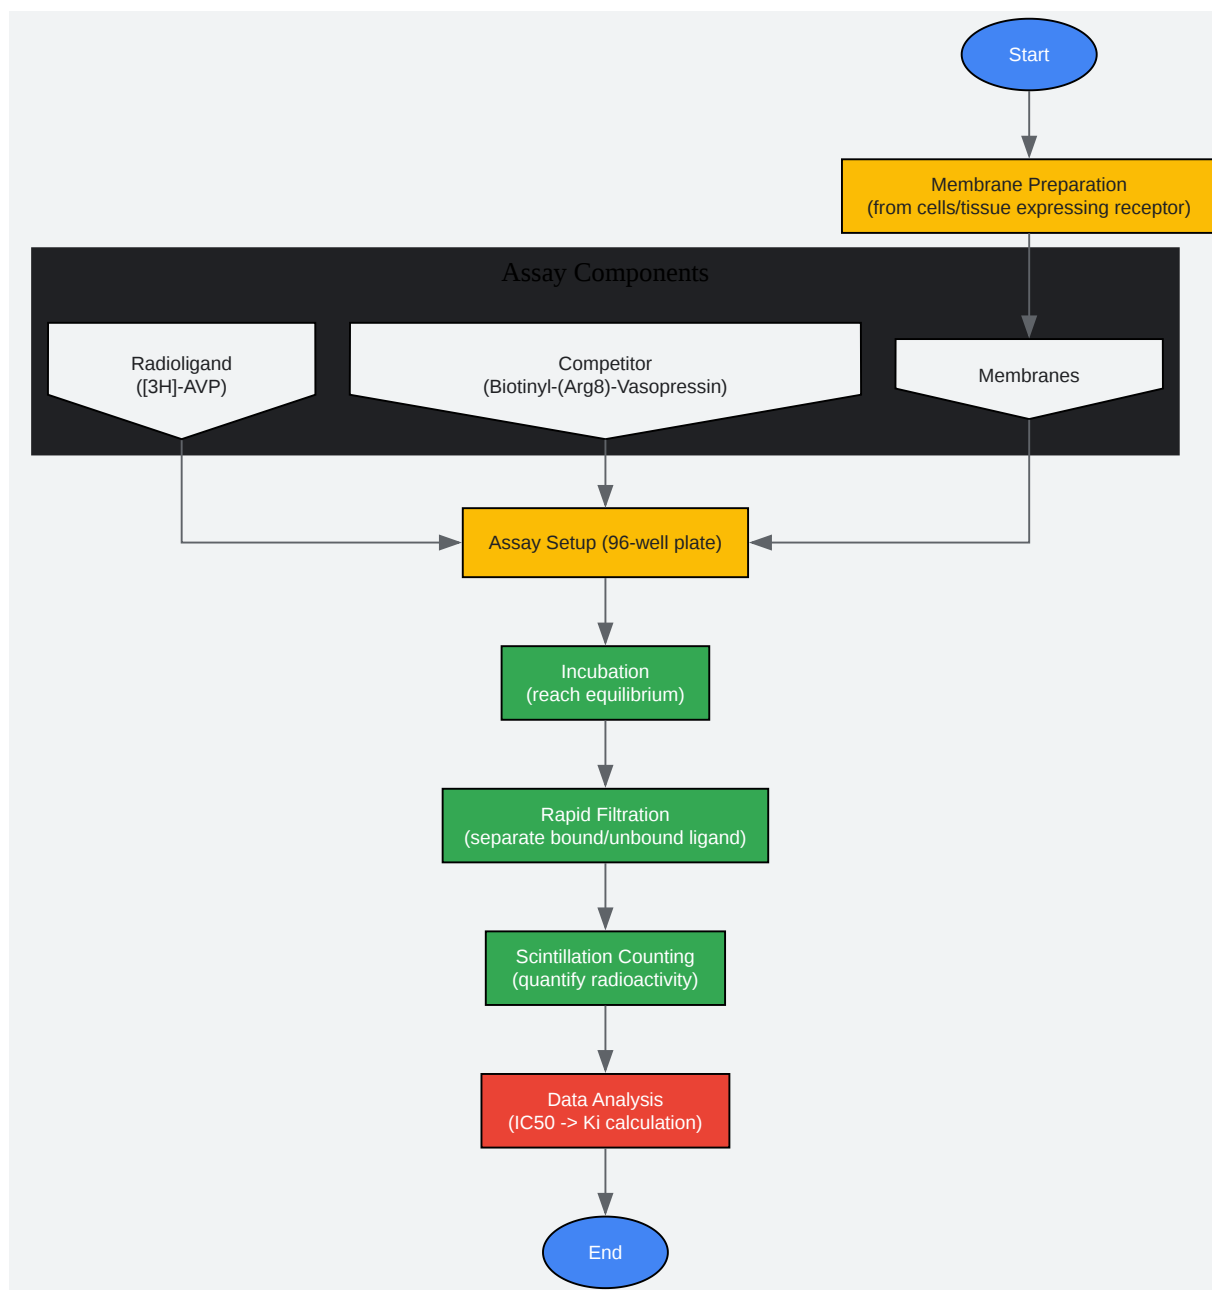 Start
Membrane Preparation
(from cells/tissue expressing receptor)
Assay Components
Radioligand
([3H]-AVP)
Competitor
(Biotinyl-(Arg8)-Vasopressin)
Membranes
Assay Setup (96-well plate)
Incubation
(reach equilibrium)
Rapid Filtration
(separate bound/unbound ligand)
Scintillation Counting
(quantify radioactivity)
Data Analysis
(IC50 -> Ki calculation)
End